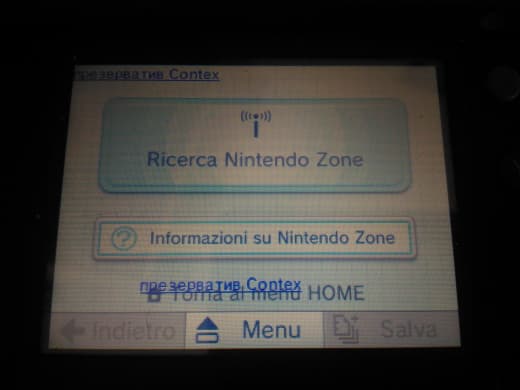 презерватив Contex
Ricerca Nintendo Zone
Informazioni su Nintendo Zone
презерватив Contex
Torna al menu HOME
Indietro Menu Salva